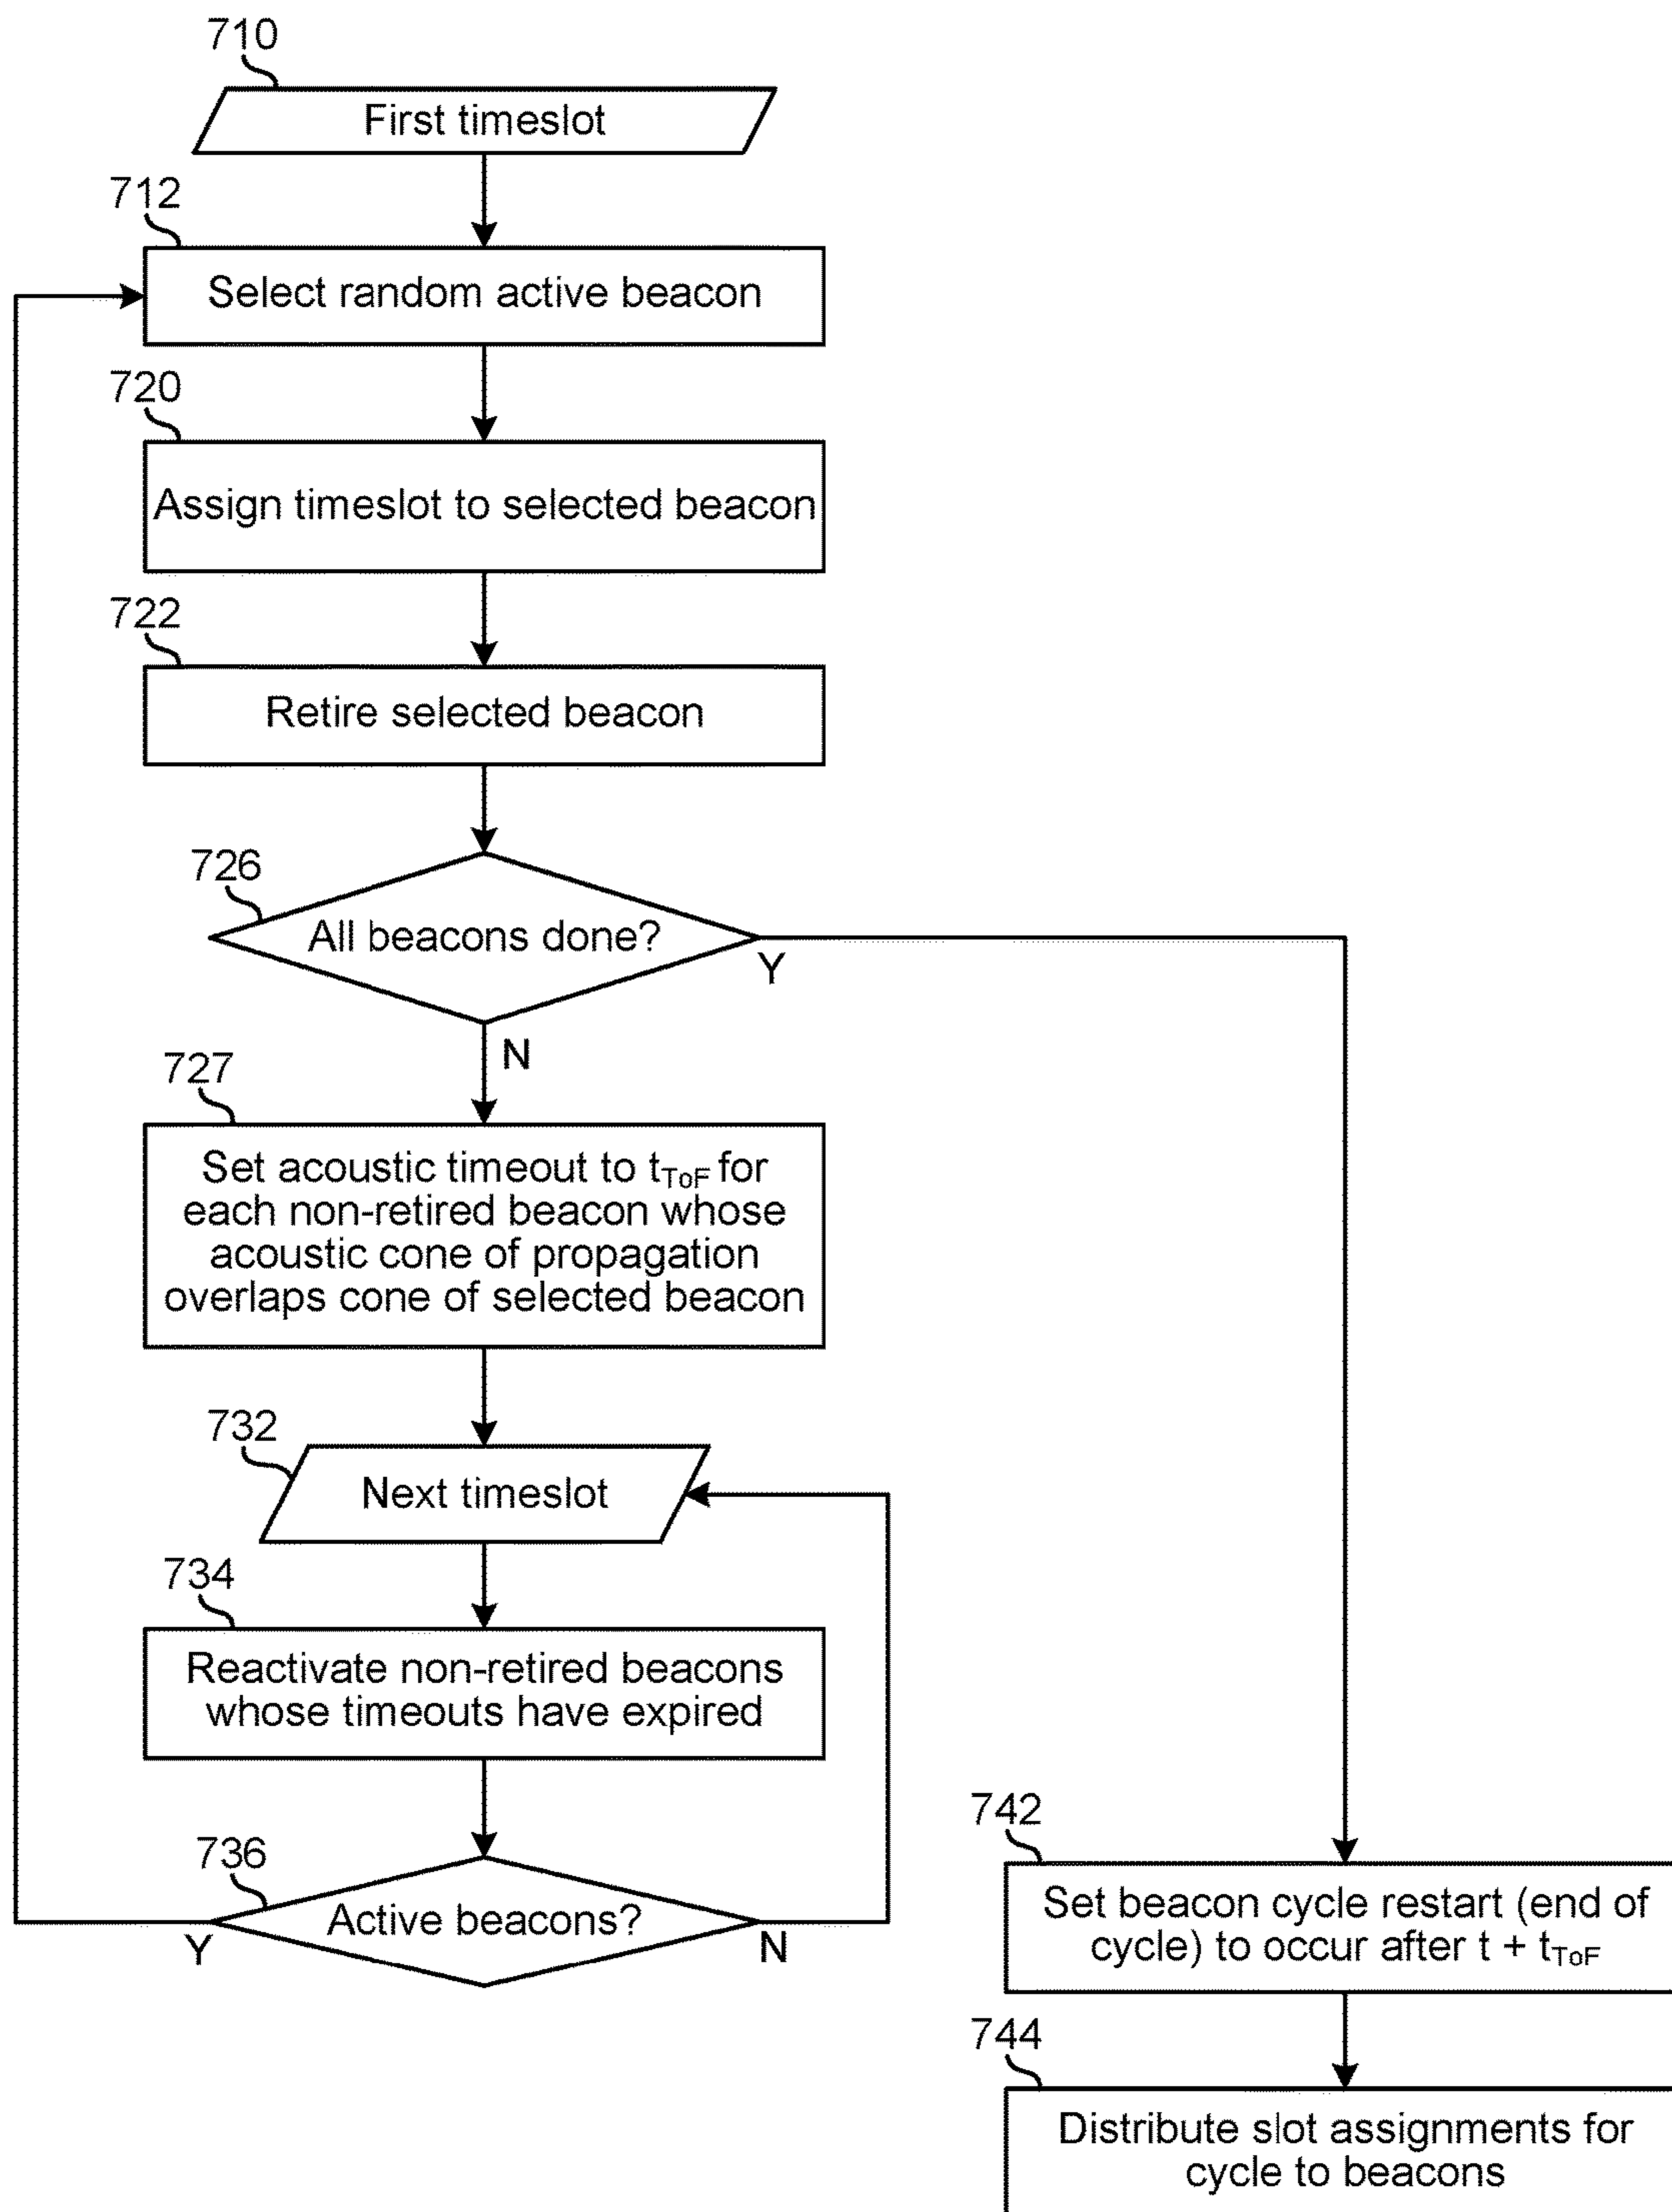 710
First timeslot
712
Select random active beacon
720
Assign timeslot to selected beacon
722
Retire selected beacon
726
All beacons done?
Y
N
727
Set acoustic timeout to tToF for
each non-retired beacon whose
acoustic cone of propagation
overlaps cone of selected beacon
732
Next timeslot
734
Reactivate non-retired beacons
whose timeouts have expired
736
Active beacons?
Y
N
742
Set beacon cycle restart (end of
cycle) to occur after t + tToF
744
Distribute slot assignments for
cycle to beacons